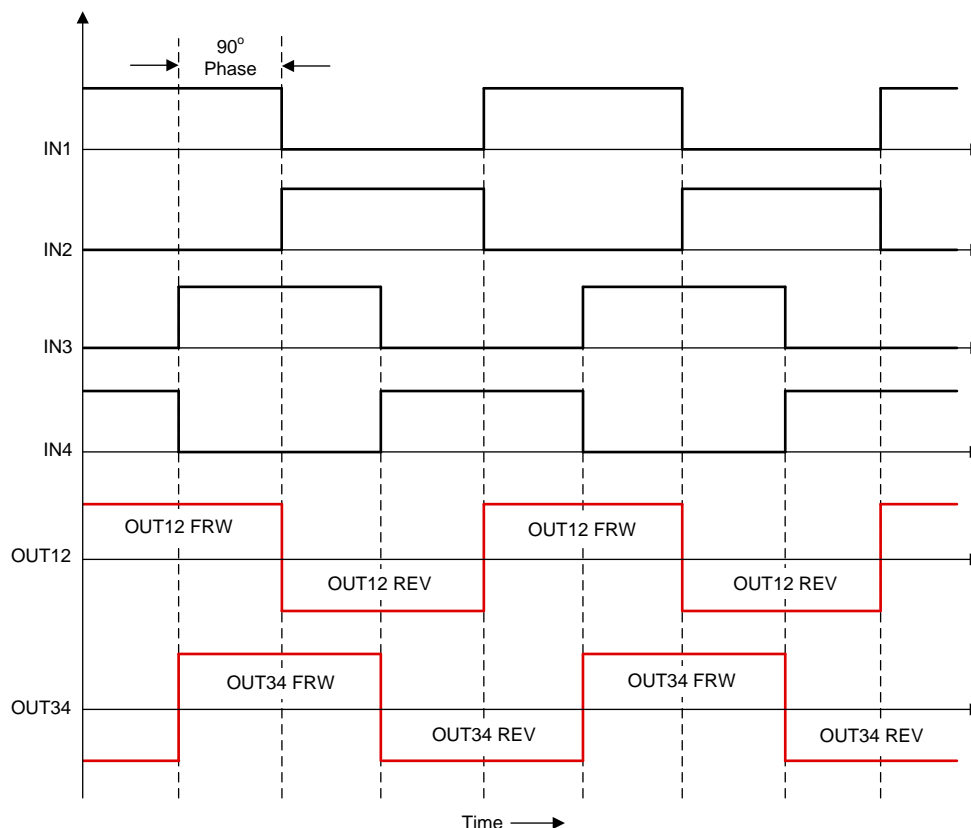 90o
Phase
IN1
IN2
IN3
IN4
OUT12 FRW
OUT12 FRW
OUT12
OUT12 REV
OUT12 REV
OUT34 FRW
OUT34 FRW
OUT34
OUT34 REV
OUT34 REV
Time